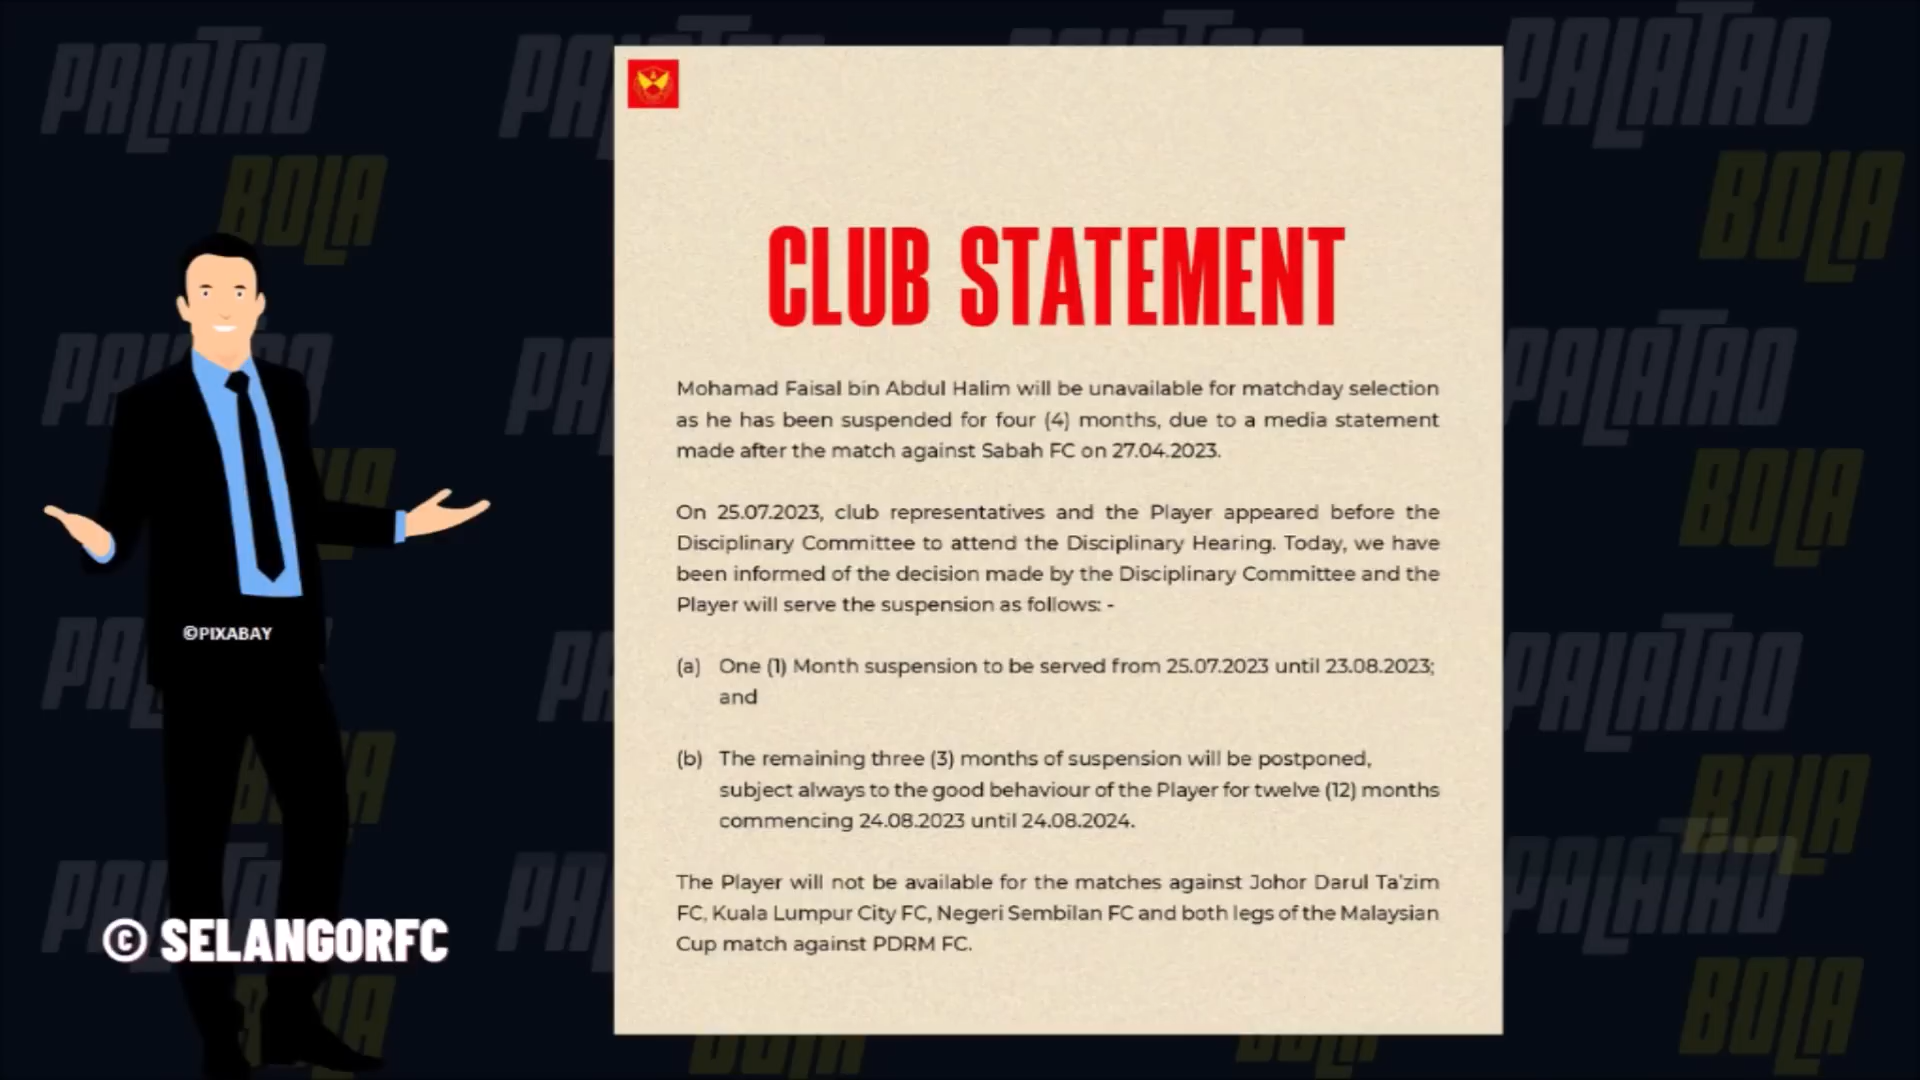 PALATAO
BOLA
PALATAO
BOLA
CLUB STATEMENT
Mohamad Faisal bin Abdul Halim will be unavailable for matchday selection
as he has been suspended for four (4) months, due to a media statement
made after the match against Sabah FC on 27.04.2023.
On 25.07.2023, club representatives and the Player appeared before the
Disciplinary Committee to attend the Disciplinary Hearing. Today, we have
been informed of the decision made by the Disciplinary Committee and the
Player will serve the suspension as follows: -
(a) One (1) Month suspension to be served from 25.07.2023 until 23.08.2023;
and
(b) The remaining three (3) months of suspension will be postponed,
subject always to the good behaviour of the Player for twelve (12) months
commencing 24.08.2023 until 24.08.2024.
The Player will not be available for the matches against Johor Darul Ta'zim
FC, Kuala Lumpur City FC, Negeri Sembilan FC and both legs of the Malaysian
Cup match against PDRM FC.
©PIXABAY
© SELANGORFC
PALATAO
BOLA
PALATAO
BOLA
PALATAO
BOLA